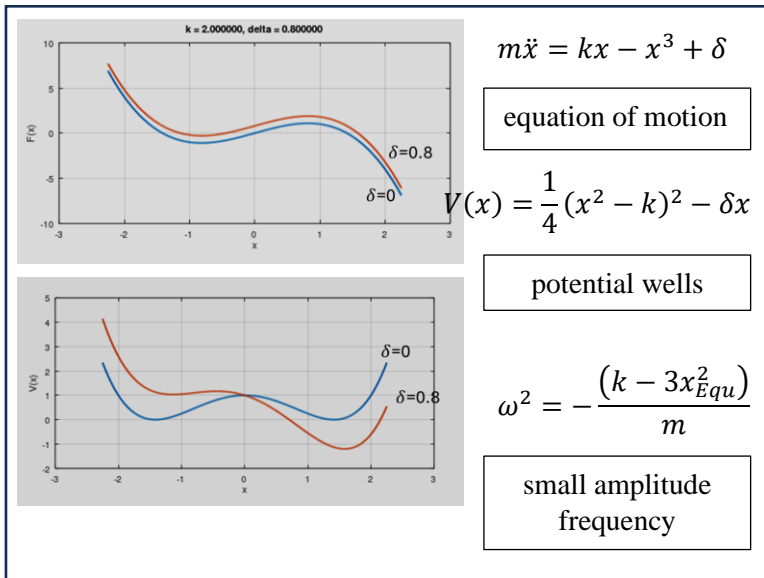 k = 2.000000, delta = 0.800000
10
5
0
-5
-10
F(x)
δ=0.8
δ=0
-3 -2 -1 0 1 2 3
x
5
4
3
2
1
0
-1
-2
V(x)
δ=0
δ=0.8
-3 -2 -1 0 1 2 3
x
mẍ = kx − x³ + δ
equation of motion
V(x) = 1/4 (x² − k)² − δx
potential wells
ω² = − (k − 3x²_Equ) / m
small amplitude
frequency